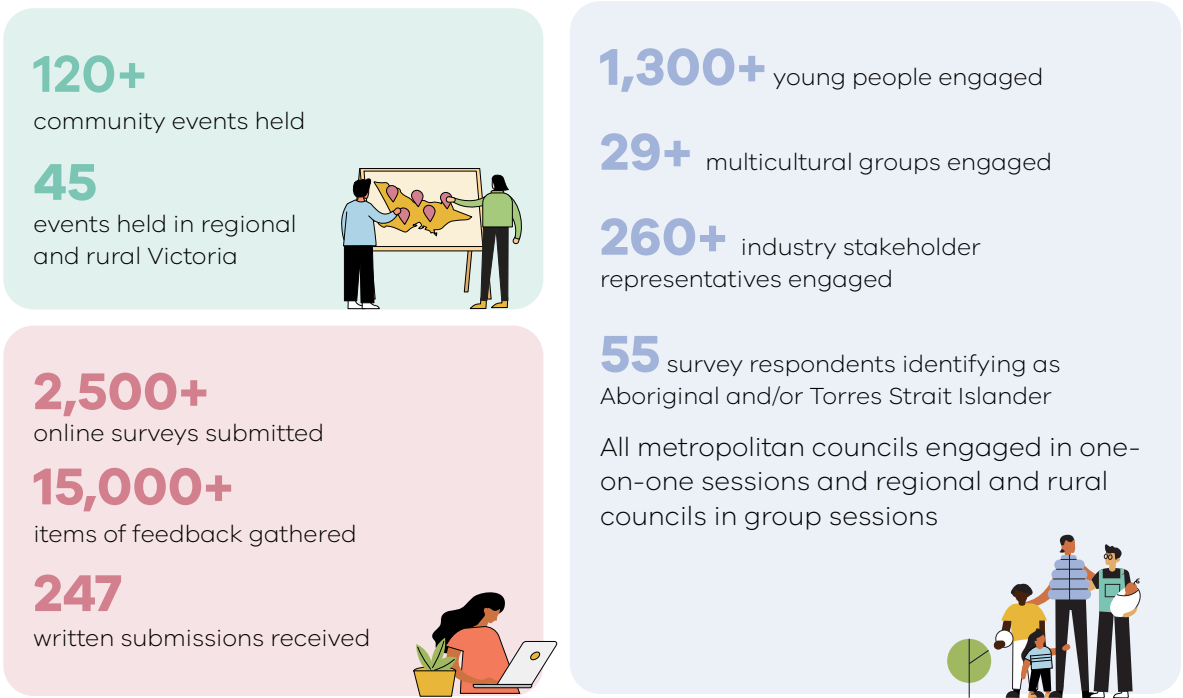 120+
community events held
45
events held in regional
and rural Victoria
2,500+
online surveys submitted
15,000+
items of feedback gathered
247
written submissions received
1,300+ young people engaged
29+ multicultural groups engaged
260+ industry stakeholder
representatives engaged
55 survey respondents identifying as
Aboriginal and/or Torres Strait Islander
All metropolitan councils engaged in one-
on-one sessions and regional and rural
councils in group sessions